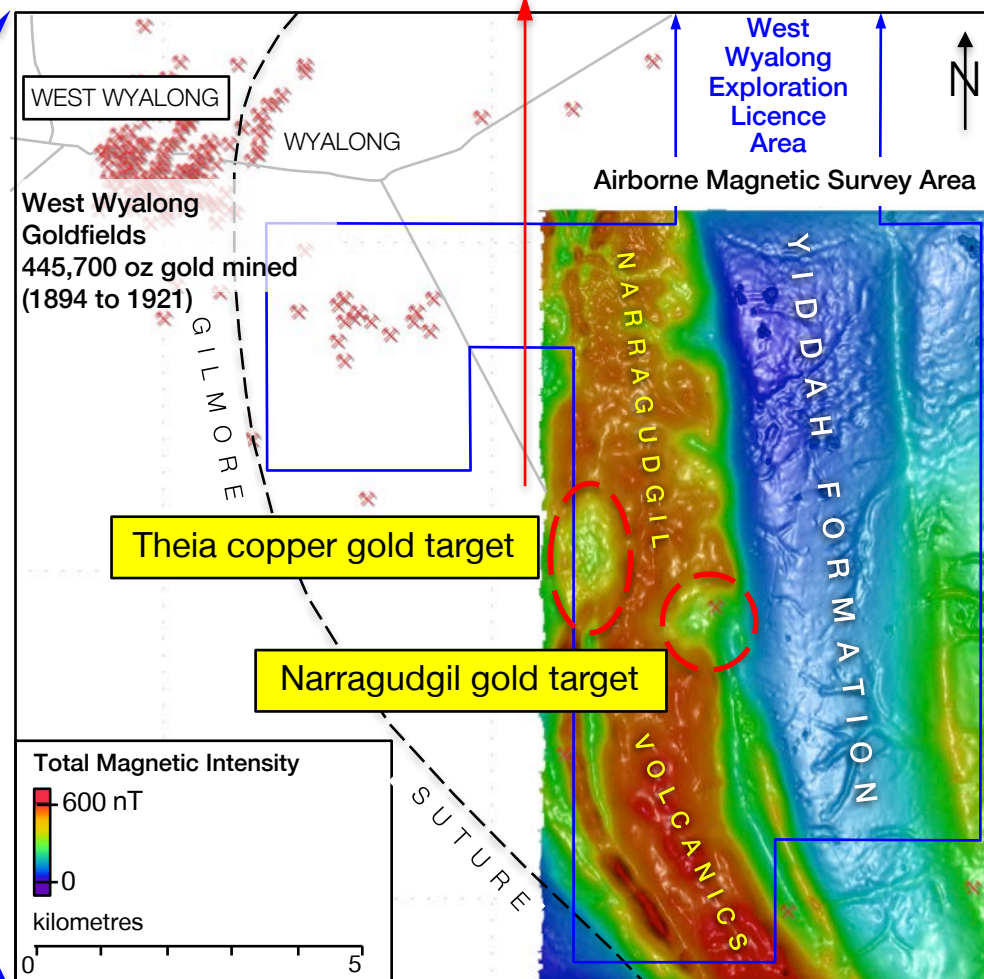 West
Wyalong
Exploration
Licence
Area
N
WEST WYALONG
WYALONG
Airborne Magnetic Survey Area
West Wyalong
Goldfields
445,700 oz gold mined
(1894 to 1921)
GILMORE
SUTURE
NARRAGUDGIL
VOLCANICS
YIDDAH FORMATION
Theia copper gold target
Narragudgil gold target
Total Magnetic Intensity
600 nT
0
kilometres
0 5